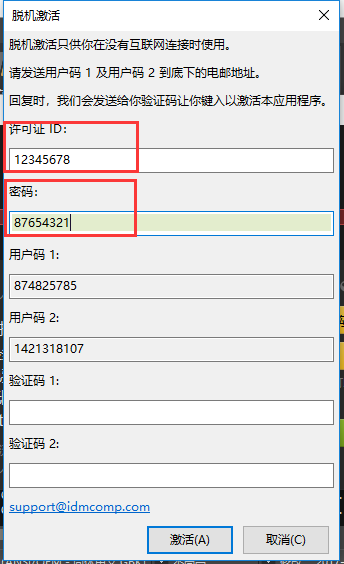 脱机激活
脱机激活只供你在没有互联网连接时使用。
请发送用户码 1 及用户码 2 到底下的电邮地址。
回复时，我们会发送给你验证码让你键入以激活本应用程序。
许可证 ID：
12345678
密码：
87654321
用户码 1:
874825785
用户码 2:
1421318107
验证码 1:
验证码 2:
support@idmcomp.com
激活(A)
取消(C)